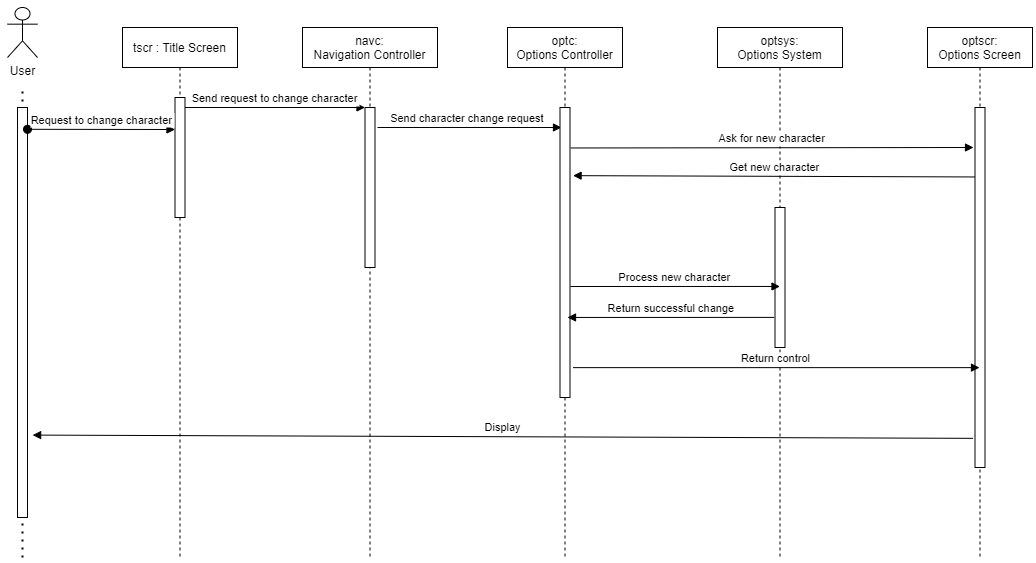 User
tscr : Title Screen
navc:
Navigation Controller
optc:
Options Controller
optsys:
Options System
optscr:
Options Screen
Send request to change character
Request to change character
Send character change request
Ask for new character
Get new character
Process new character
Return successful change
Return control
Display